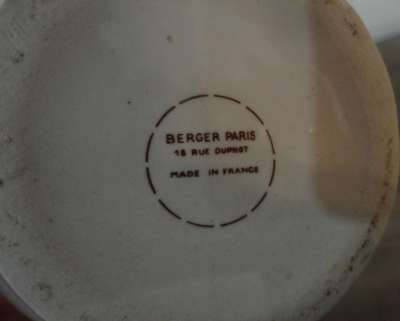 BERGER PARIS
18 RUE DUPHOT
MADE IN FRANCE